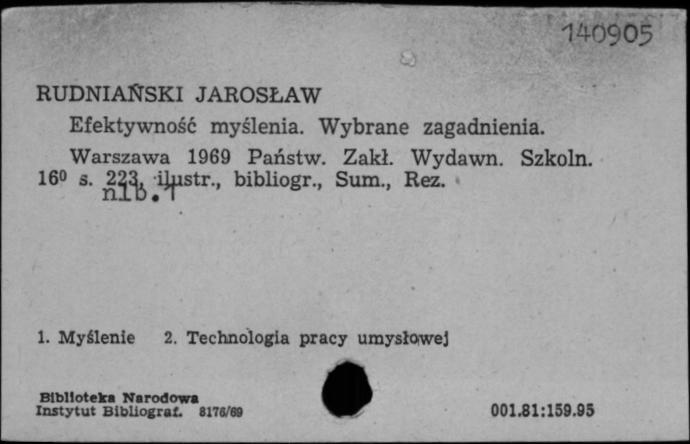 140905
RUDNIAŃSKI JAROSŁAW
Efektywność myślenia. Wybrane zagadnienia.
Warszawa 1969 Państw. Zakł. Wydawn. Szkoln.
16⁰ s. 223, ilustr., bibliogr., Sum., Rez.
nlb. 1
1. Myślenie 2. Technologia pracy umysłowej
Biblioteka Narodowa
Instytut Bibliograf. 8176/69
001.81:159.95